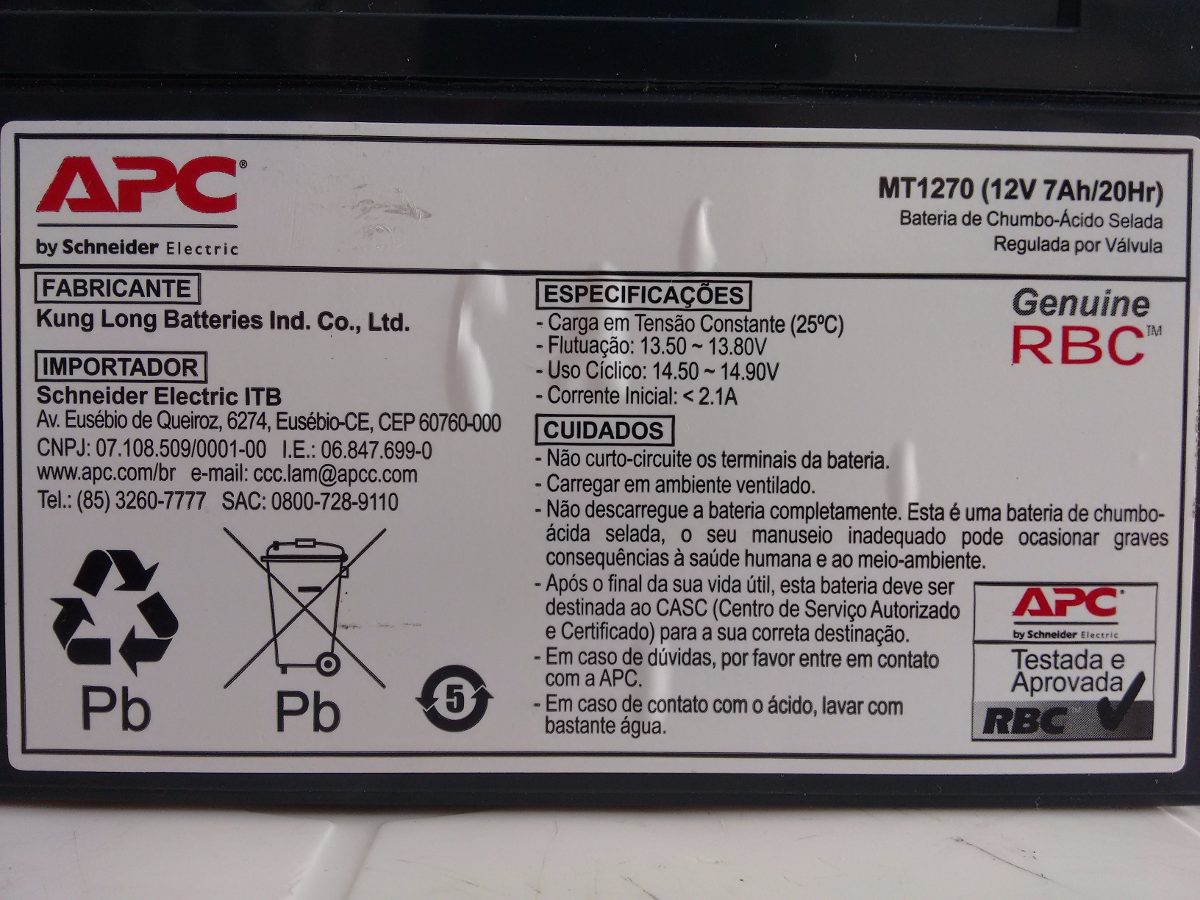 APC®
by Schneider Electric
MT1270 (12V 7Ah/20Hr)
Bateria de Chumbo-Ácido Selada
Regulada por Válvula
FABRICANTE
Kung Long Batteries Ind. Co., Ltd.
IMPORTADOR
Schneider Electric ITB
Av. Eusébio de Queiroz, 6274, Eusébio-CE, CEP 60760-000
CNPJ: 07.108.509/0001-00 I.E.: 06.847.699-0
www.apc.com/br e-mail: ccc.lam@apcc.com
Tel.: (85) 3260-7777 SAC: 0800-728-9110
Pb
Pb
5
ESPECIFICAÇÕES
- Carga em Tensão Constante (25ºC)
- Flutuação: 13.50 ~ 13.80V
- Uso Cíclico: 14.50 ~ 14.90V
- Corrente Inicial: < 2.1A
Genuine
RBC™
CUIDADOS
- Não curto-circuite os terminais da bateria.
- Carregar em ambiente ventilado.
- Não descarregue a bateria completamente. Esta é uma bateria de chumbo-
ácida selada, o seu manuseio inadequado pode ocasionar graves
consequências à saúde humana e ao meio-ambiente.
- Após o final da sua vida útil, esta bateria deve ser
destinada ao CASC (Centro de Serviço Autorizado
e Certificado) para a sua correta destinação.
- Em caso de dúvidas, por favor entre em contato
com a APC.
- Em caso de contato com o ácido, lavar com
bastante água.
APC®
by Schneider Electric
Testada e
Aprovada
RBC™